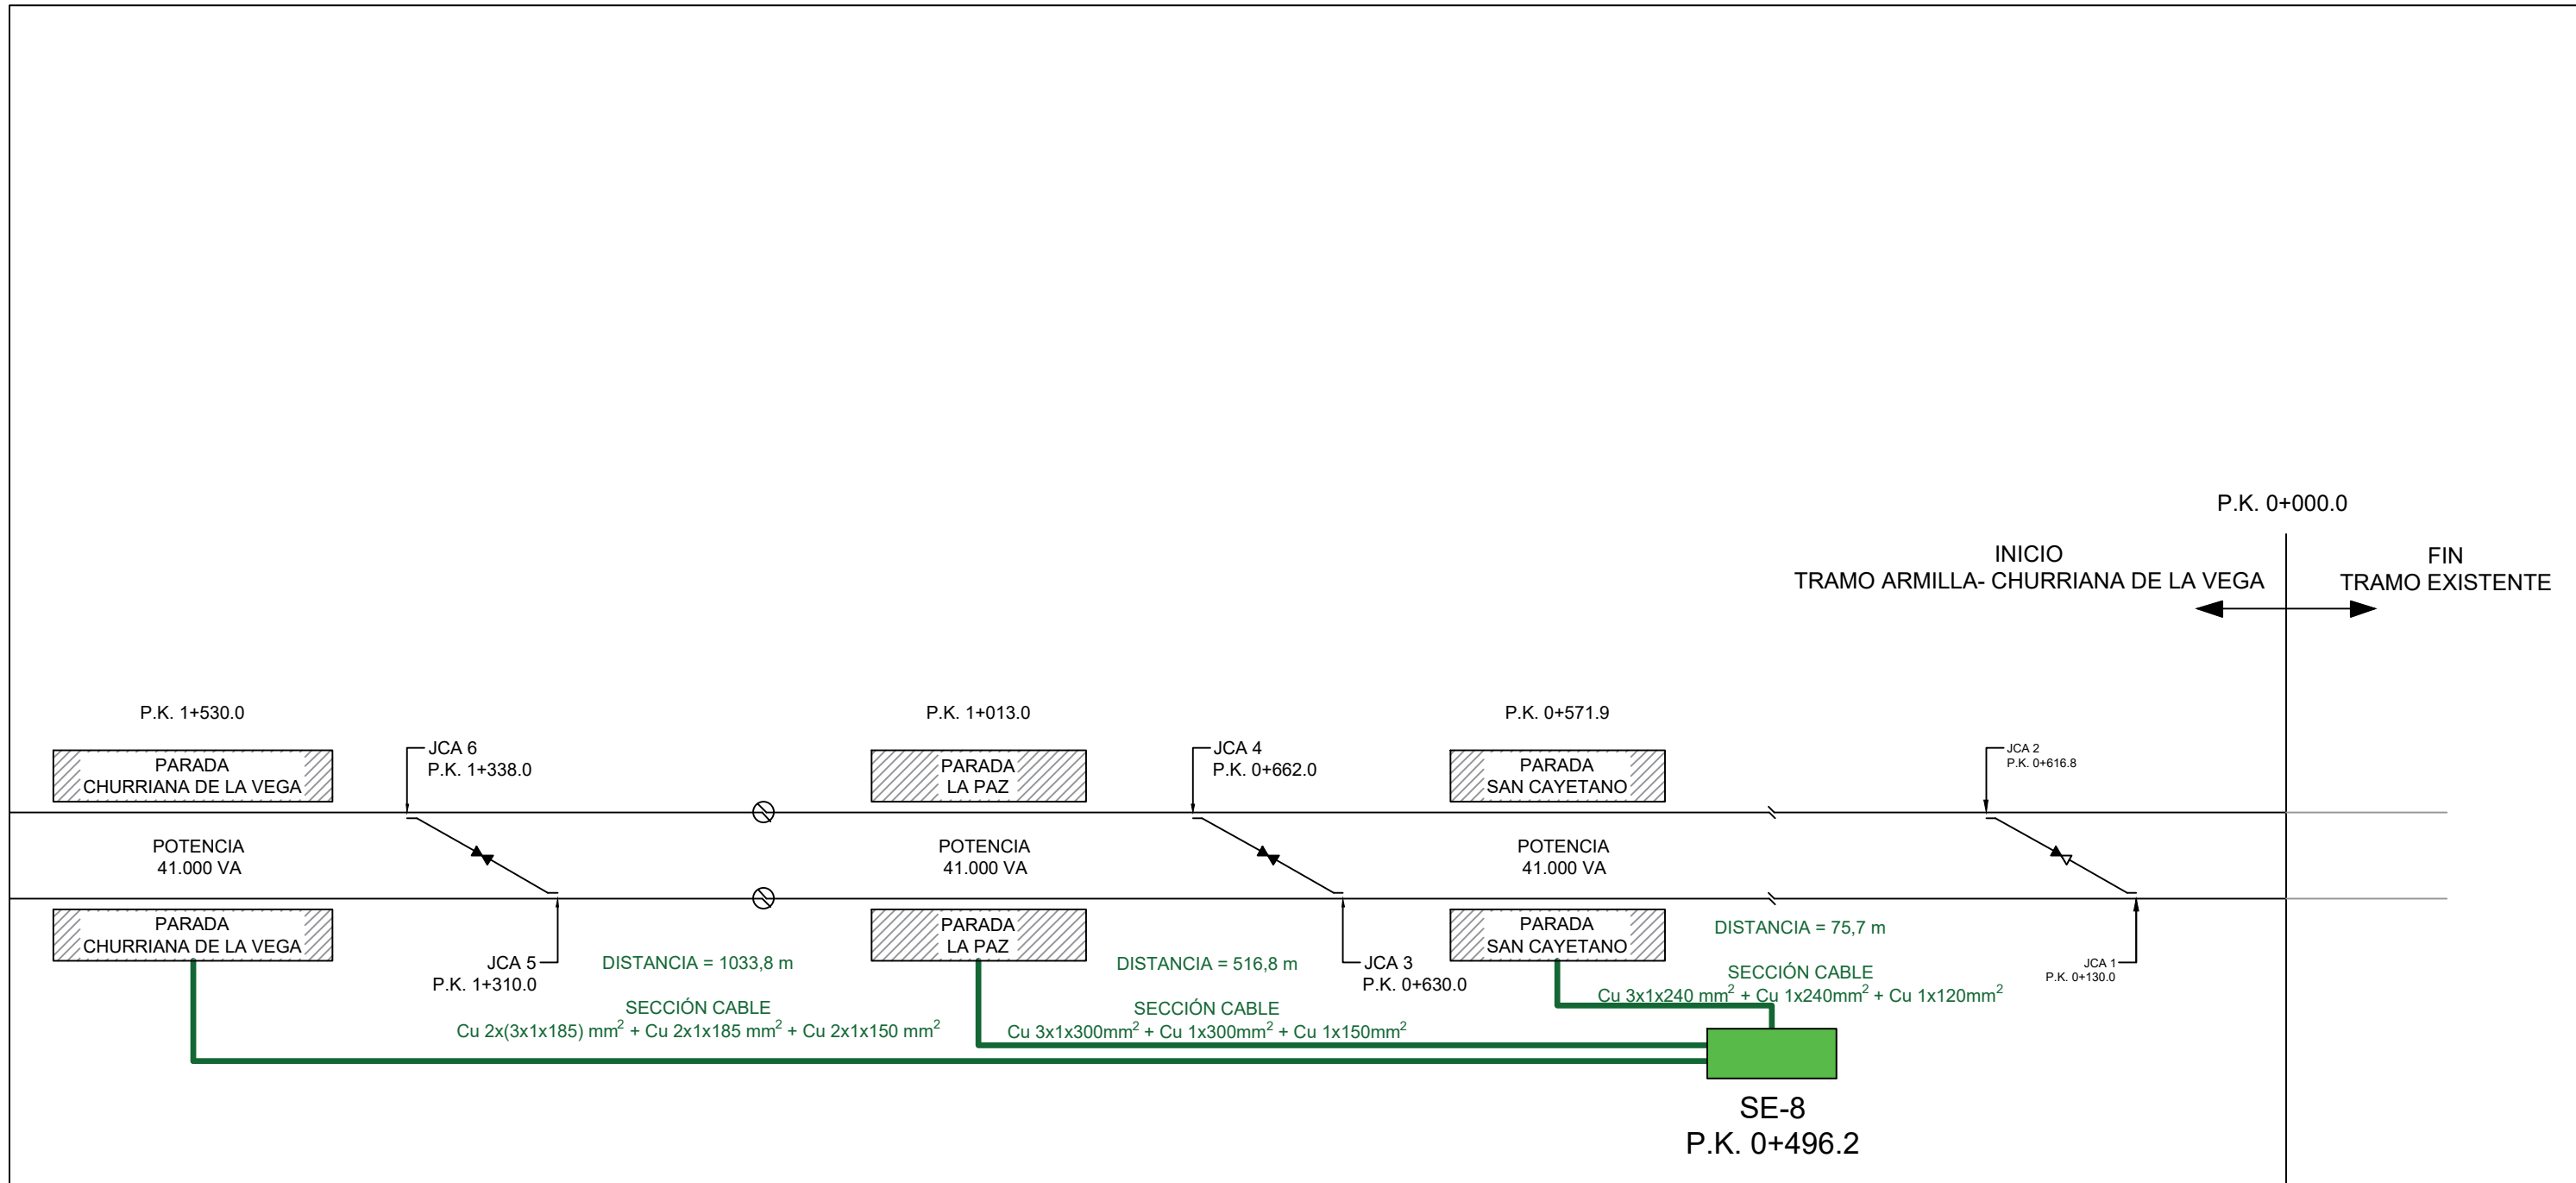 P.K. 0+000.0
INICIO
TRAMO ARMILLA- CHURRIANA DE LA VEGA
FIN
TRAMO EXISTENTE
P.K. 1+530.0
P.K. 1+013.0
P.K. 0+571.9
PARADA
CHURRIANA DE LA VEGA
JCA 6
P.K. 1+338.0
PARADA
LA PAZ
JCA 4
P.K. 0+662.0
PARADA
SAN CAYETANO
JCA 2
P.K. 0+616.8
POTENCIA
41.000 VA
POTENCIA
41.000 VA
POTENCIA
41.000 VA
PARADA
CHURRIANA DE LA VEGA
JCA 5
P.K. 1+310.0
DISTANCIA = 1033,8 m
SECCIÓN CABLE
Cu 2x(3x1x185) mm² + Cu 2x1x185 mm² + Cu 2x1x150 mm²
PARADA
LA PAZ
DISTANCIA = 516,8 m
SECCIÓN CABLE
Cu 3x1x300mm² + Cu 1x300mm² + Cu 1x150mm²
JCA 3
P.K. 0+630.0
PARADA
SAN CAYETANO
DISTANCIA = 75,7 m
SECCIÓN CABLE
Cu 3x1x240 mm² + Cu 1x240mm² + Cu 1x120mm²
JCA 1
P.K. 0+130.0
SE-8
P.K. 0+496.2